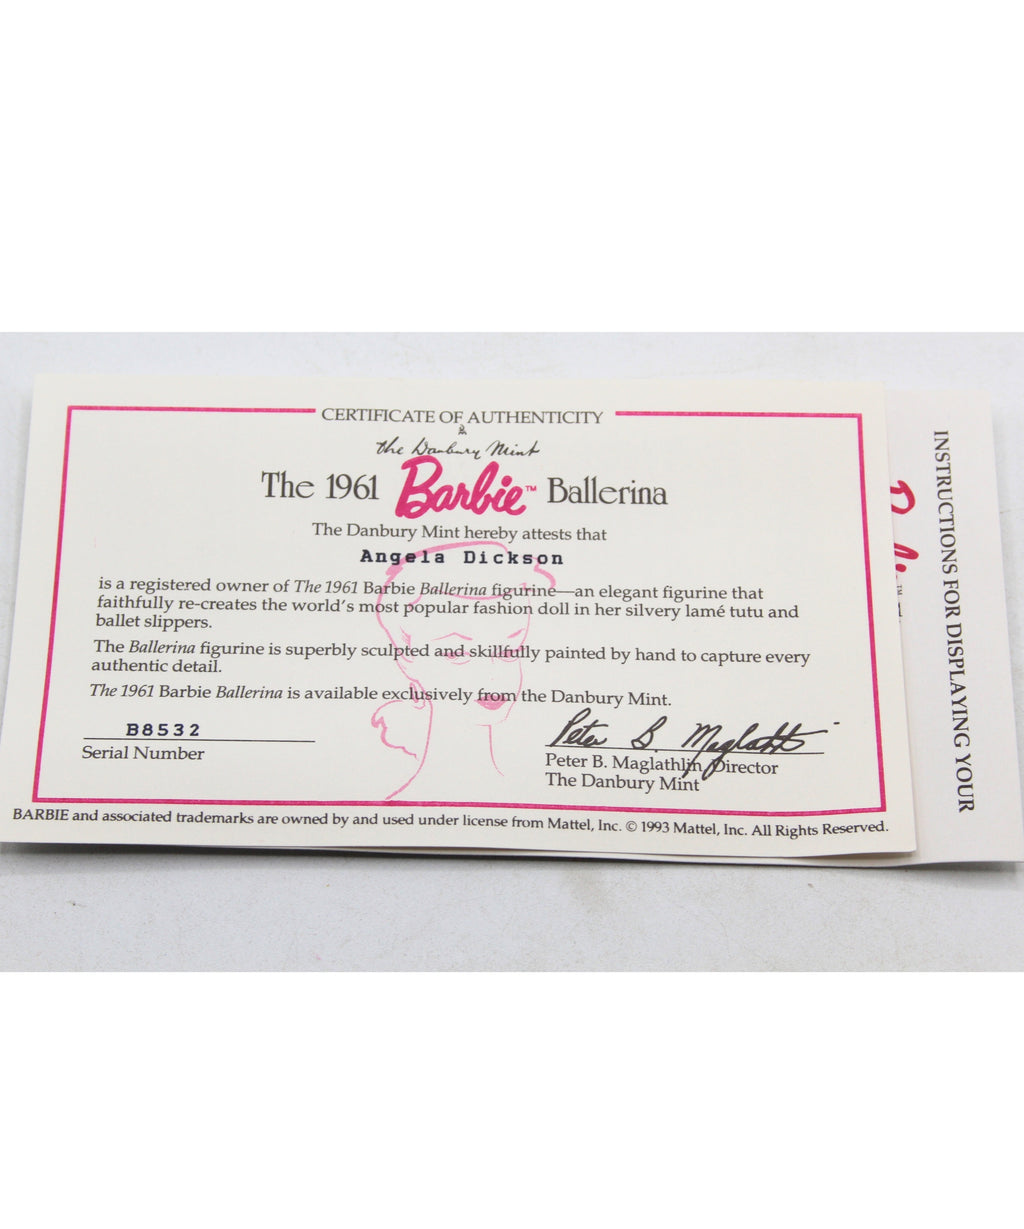 CERTIFICATE OF AUTHENTICITY
the Danbury Mint
The 1961 Barbie™ Ballerina
The Danbury Mint hereby attests that
Angela Dickson
is a registered owner of The 1961 Barbie Ballerina figurine—an elegant figurine that
faithfully re-creates the world's most popular fashion doll in her silvery lamé tutu and
ballet slippers.
The Ballerina figurine is superbly sculpted and skillfully painted by hand to capture every
authentic detail.
The 1961 Barbie Ballerina is available exclusively from the Danbury Mint.
B8532
Serial Number
Peter B. Maglathlin
Peter B. Maglathlin, Director
The Danbury Mint
BARBIE and associated trademarks are owned by and used under license from Mattel, Inc. © 1993 Mattel, Inc. All Rights Reserved.
INSTRUCTIONS FOR DISPLAYING YOUR